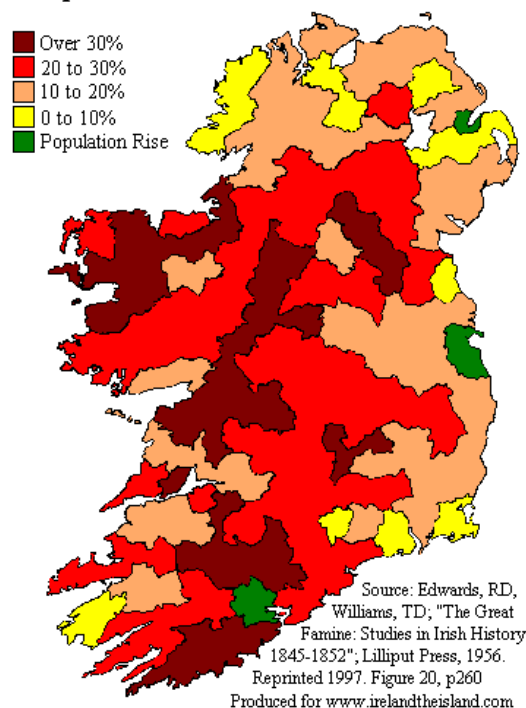 Over 30%
20 to 30%
10 to 20%
0 to 10%
Population Rise
Source: Edwards, RD,
Williams, TD; "The Great
Famine: Studies in Irish History
1845-1852"; Lilliput Press, 1956.
Reprinted 1997. Figure 20, p260
Produced for www.irelandtheisland.com